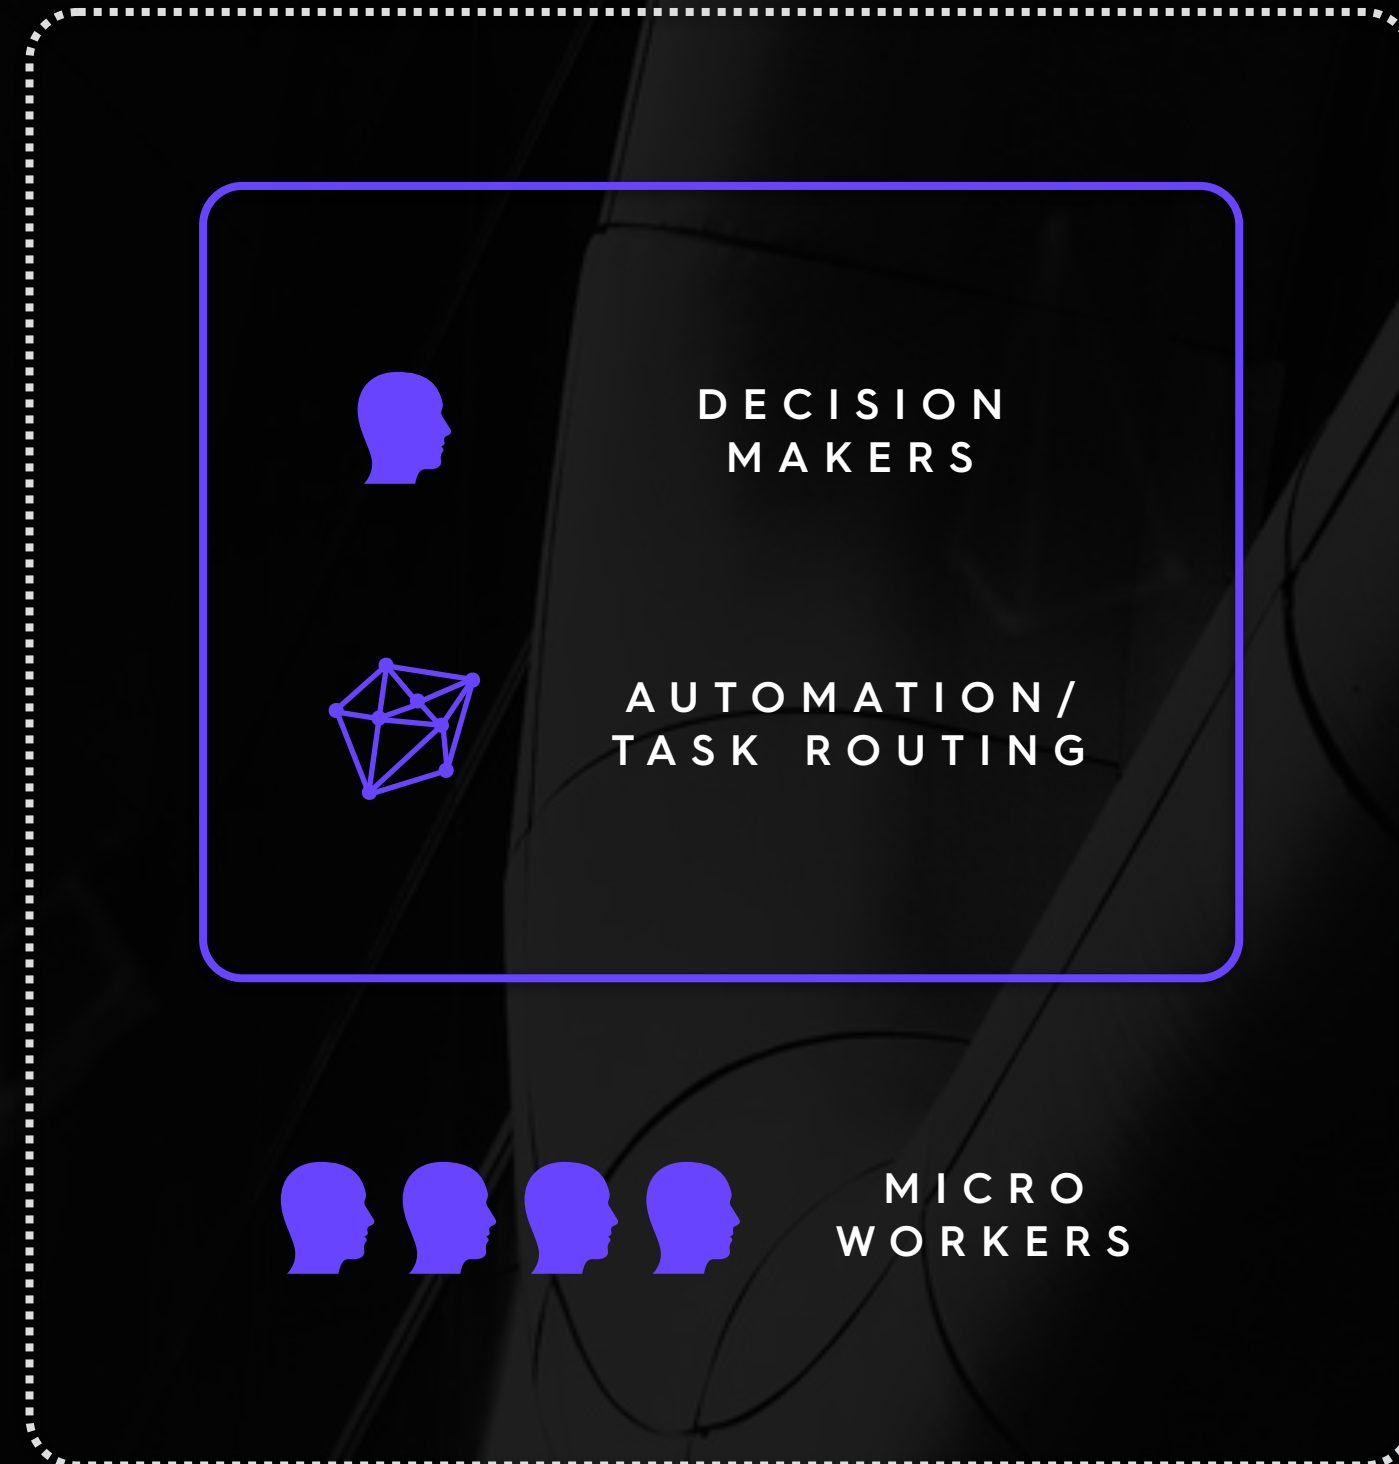 DECISION
MAKERS
AUTOMATION/
TASK ROUTING
MICRO
WORKERS